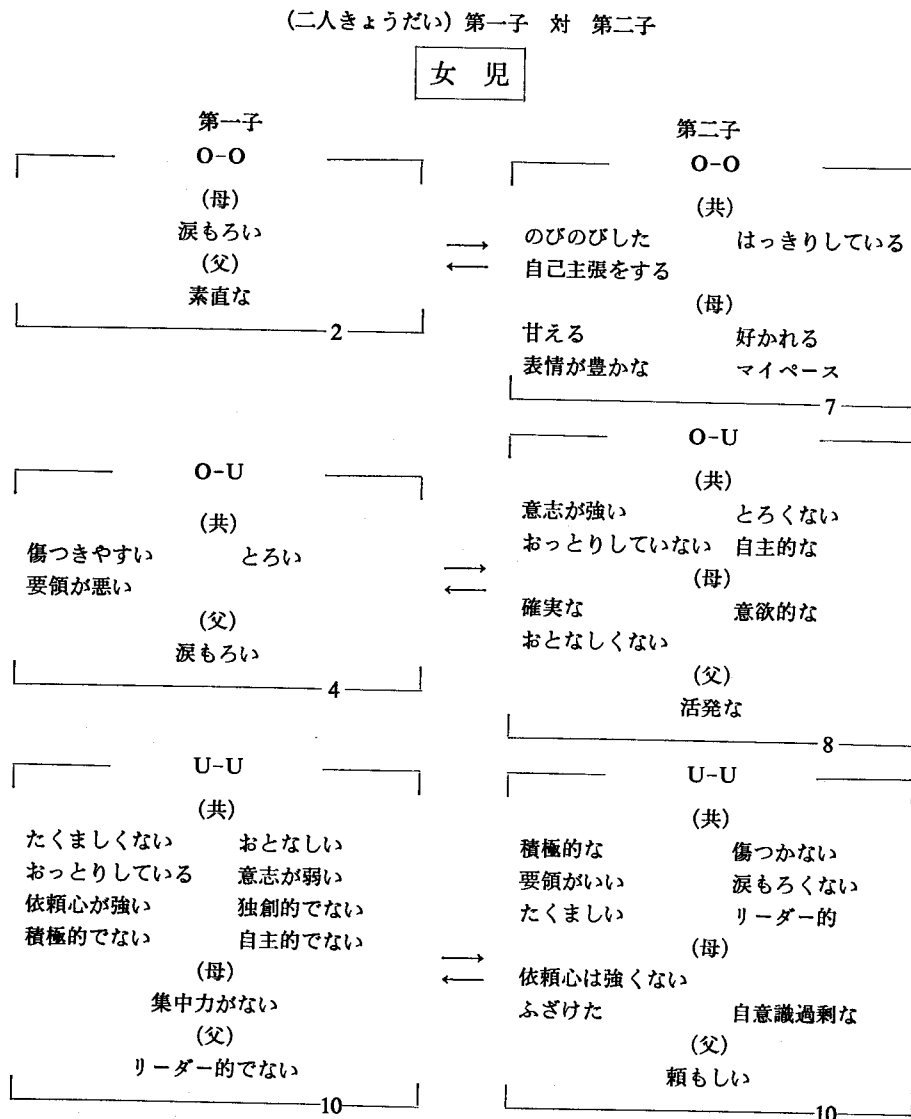 (二人きょうだい) 第一子 対 第二子
女 児
第一子
O-O
(母)
涙もろい
(父)
素直な
2
第二子
O-O
(共)
のびのびした はっきりしている
自己主張をする
(母)
甘える 好かれる
表情が豊かな マイペース
7
O-U
(共)
傷つきやすい とろい
要領が悪い
(父)
涙もろい
4
O-U
(共)
意志が強い とろくない
おっとりしていない 自主的な
(母)
確実な 意欲的な
おとなしくない
(父)
活発な
8
U-U
(共)
たくましくない おとなしい
おっとりしている 意志が弱い
依頼心が強い 独創的でない
積極的でない 自主的でない
(母)
集中力がない
(父)
リーダー的でない
10
U-U
(共)
積極的な 傷つかない
要領がいい 涙もろくない
たくましい リーダー的
(母)
依頼心は強くない
ふざけた 自意識過剰な
(父)
頼もしい
10